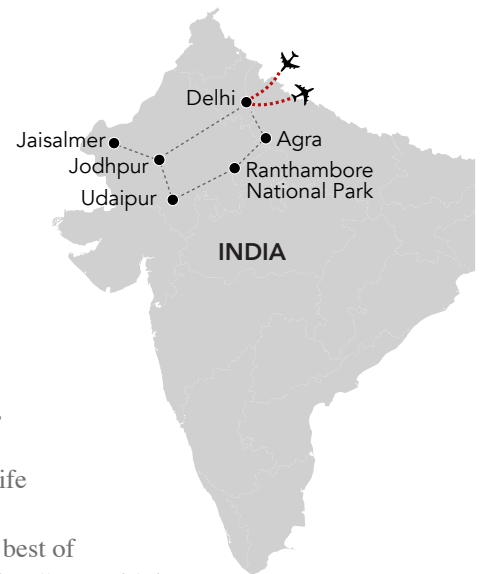 Delhi
Jaisalmer
Agra
Jodhpur
Ranthambore
National Park
Udaipur
INDIA
ife
best of